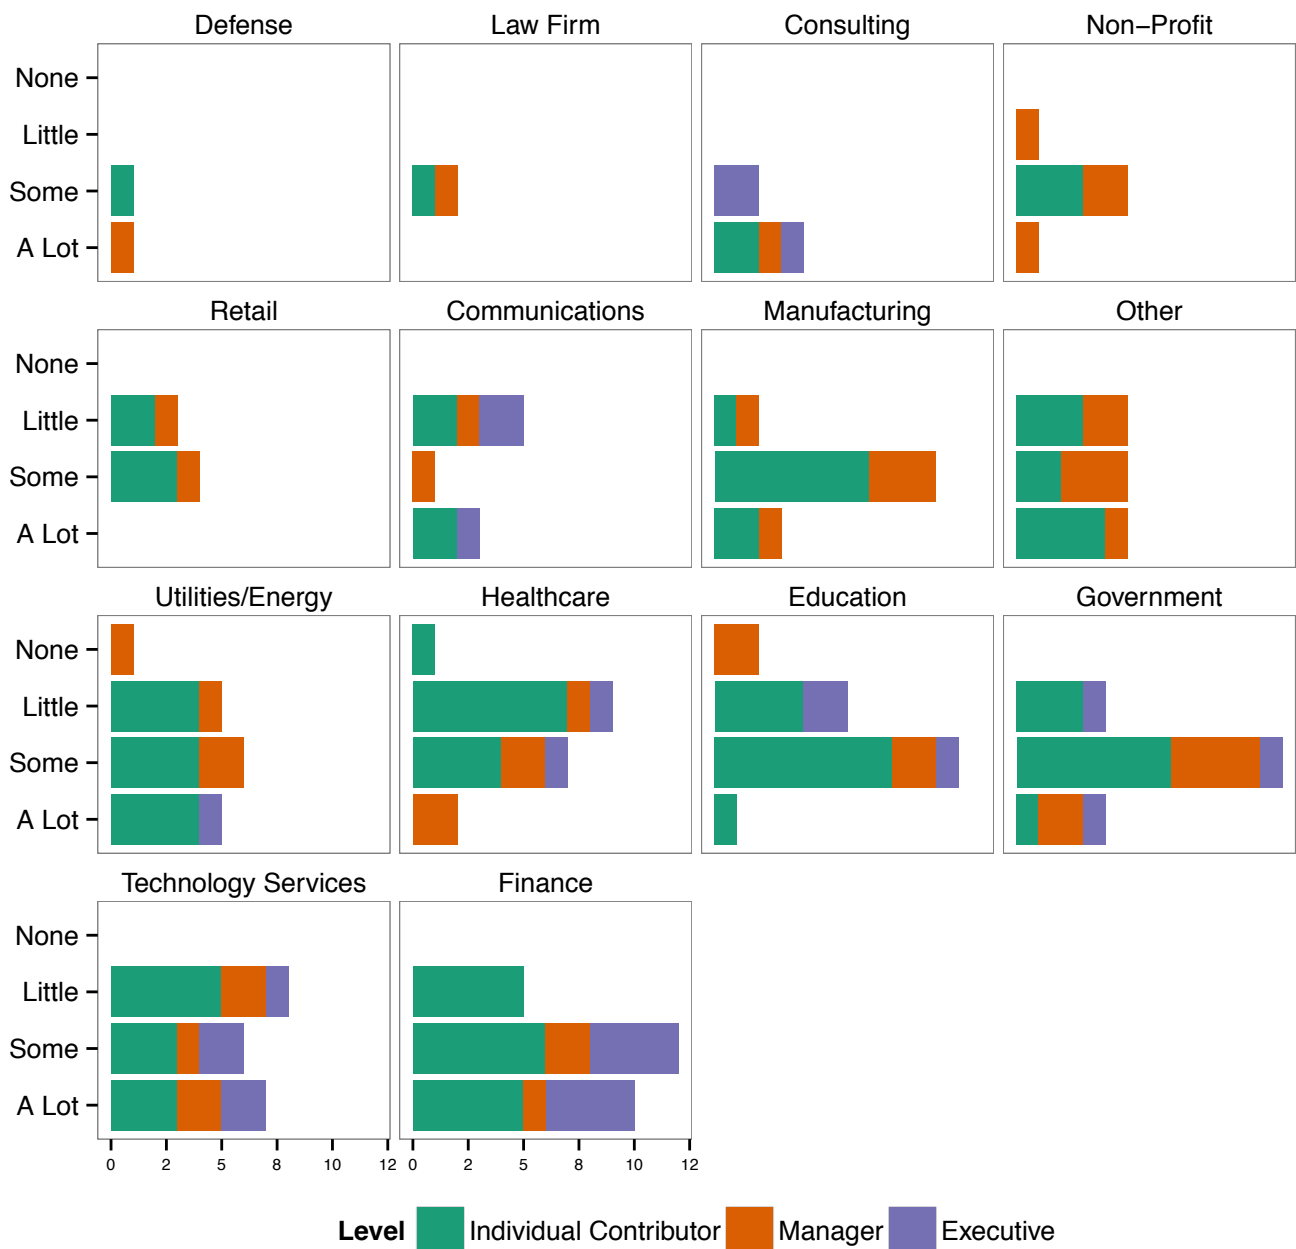 Defense Law Firm Consulting Non−Profit
None
Little
Some
A Lot
Retail Communications Manufacturing Other
None
Little
Some
A Lot
Utilities/Energy Healthcare Education Government
None
Little
Some
A Lot
Technology Services Finance
None
Little
Some
A Lot
0 2 5 8 10 12 0 2 5 8 10 12
Level Individual Contributor Manager Executive